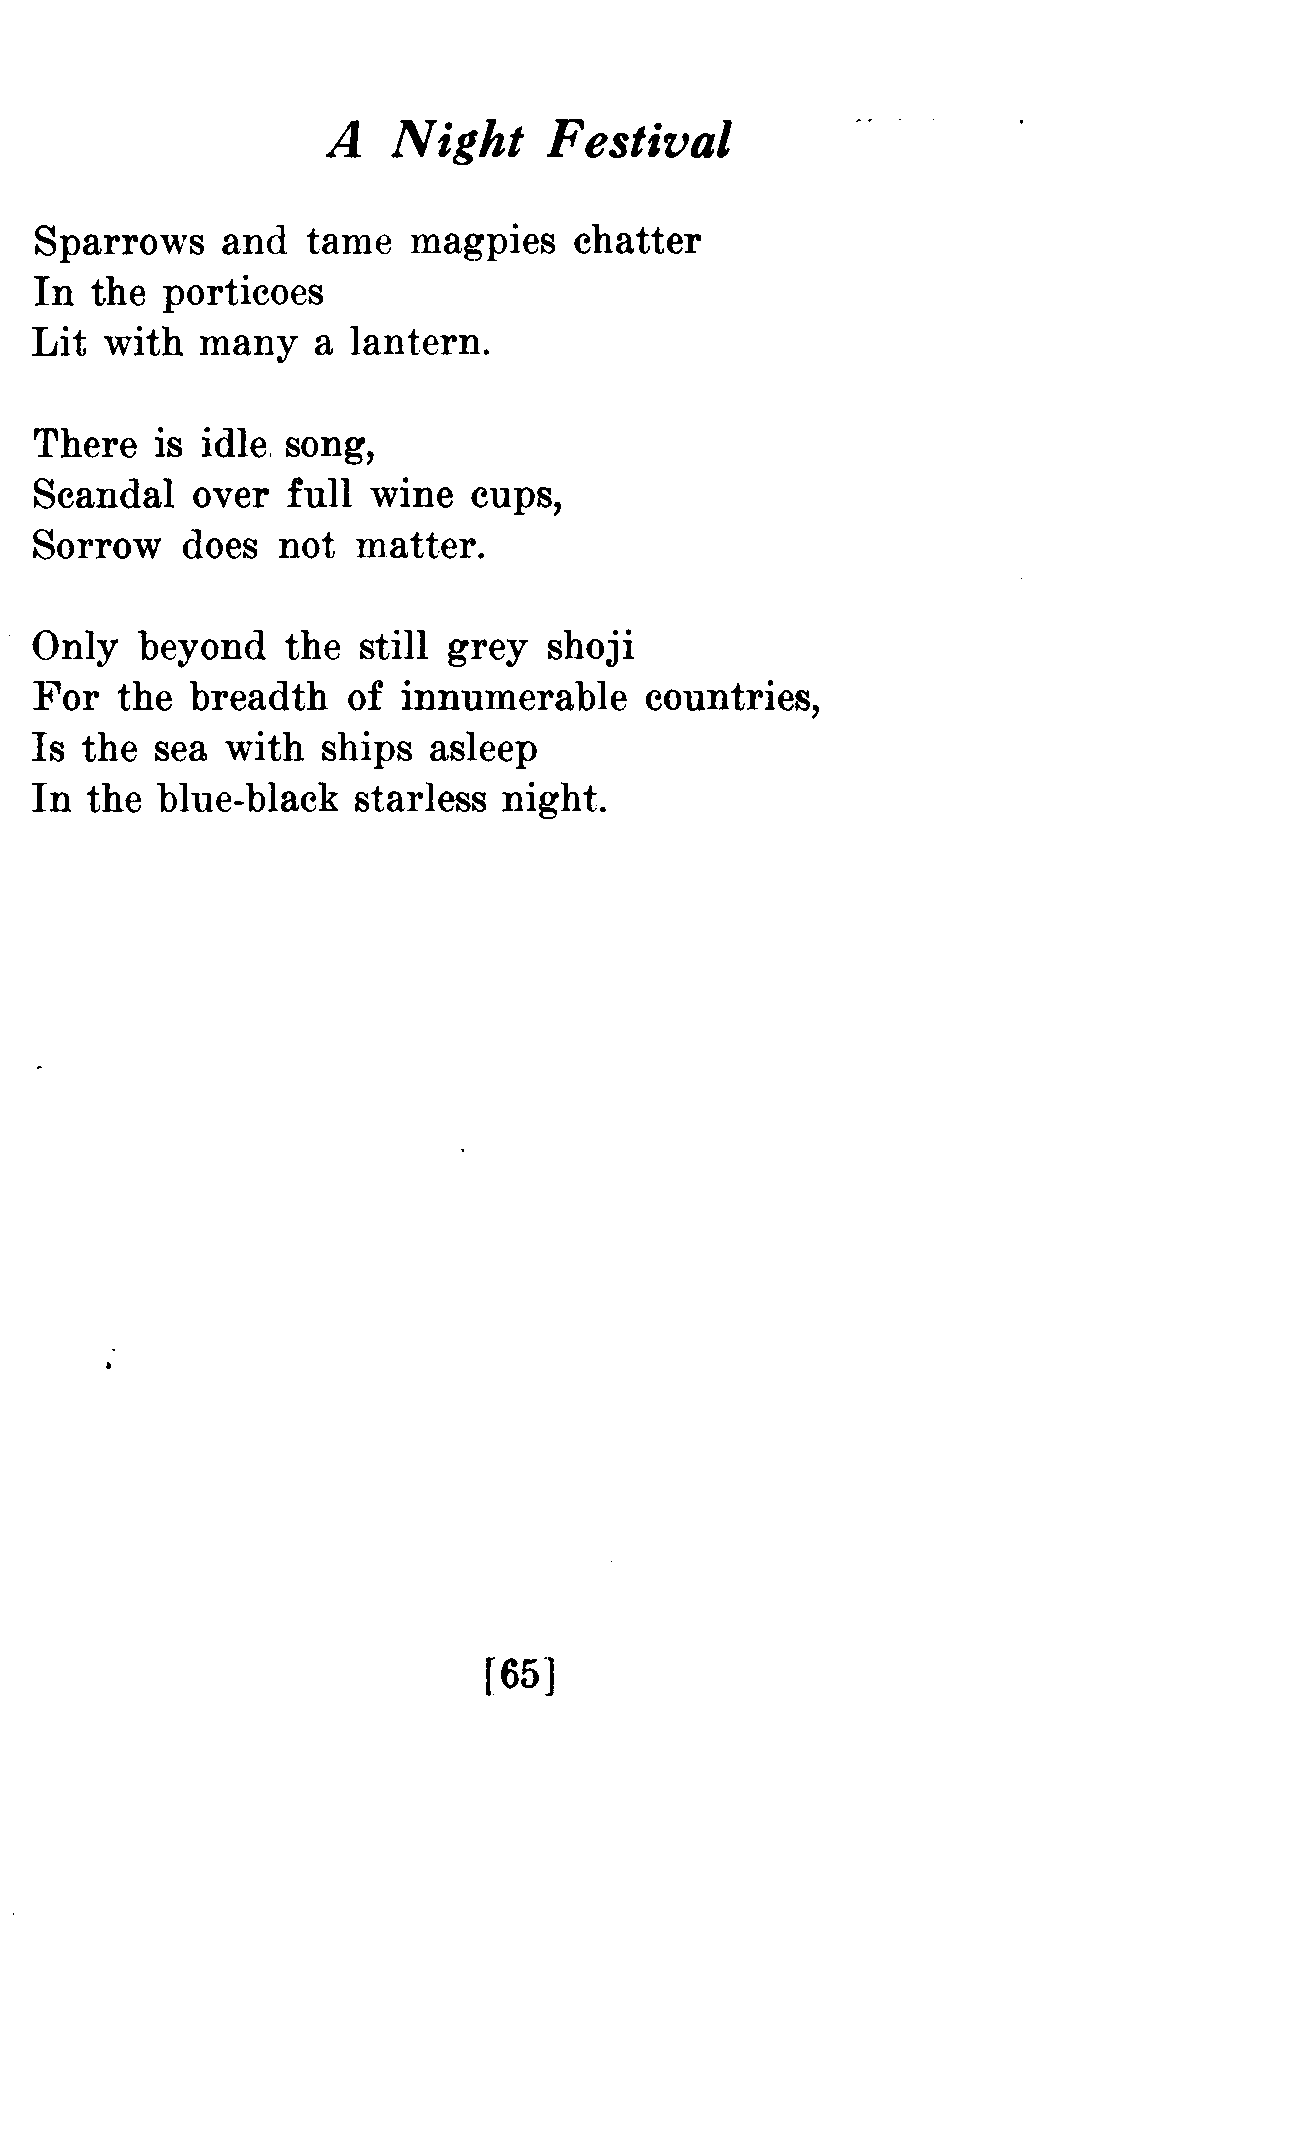 A Night Festival
Sparrows and tame magpies chatter
In the porticoes
Lit with many a lantern.
There is idle song,
Scandal over full wine cups,
Sorrow does not matter.
Only beyond the still grey shoji
For the breadth of innumerable countries,
Is the sea with ships asleep
In the blue-black starless night.
[65]